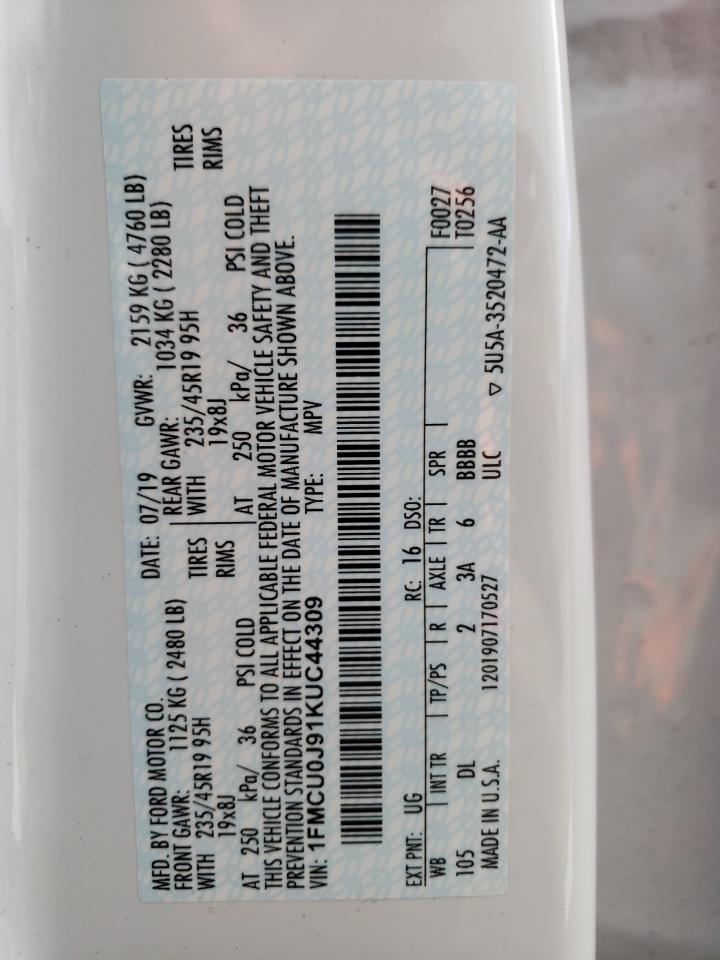 MFD. BY FORD MOTOR CO.
DATE: 07/19 GVWR: 2159 KG ( 4760 LB)
FRONT GAWR: 1125 KG ( 2480 LB)
REAR GAWR: 1034 KG ( 2280 LB)
WITH 235/45R19 95H TIRES
WITH 235/45R19 95H TIRES
19x8J RIMS
19x8J RIMS
AT 250 kPa/ 36 PSI COLD
AT 250 kPa/ 36 PSI COLD
THIS VEHICLE CONFORMS TO ALL APPLICABLE FEDERAL MOTOR VEHICLE SAFETY AND THEFT
PREVENTION STANDARDS IN EFFECT ON THE DATE OF MANUFACTURE SHOWN ABOVE.
VIN: 1FMCU0J91KUC44309 TYPE: MPV
EXT PNT: UG RC: 16 DSO: F0027
WB INT TR TP/PS R AXLE TR SPR T0256
105 DL 2 3A 6 BBBB
MADE IN U.S.A. 1201907170527 ULC ▽ 5U5A-3520472-AA